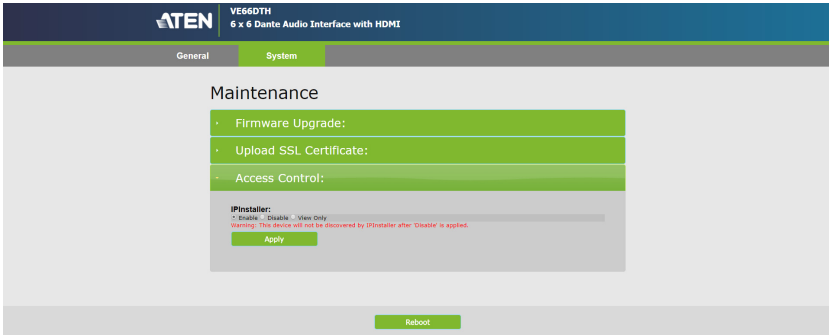 ATEN
VE66DTH
6 x 6 Dante Audio Interface with HDMI
General System
Maintenance
Firmware Upgrade:
Upload SSL Certificate:
Access Control:
IPInstaller:
Enable Disable View Only
Warning: This device will not be discovered by IPInstaller after 'Disable' is applied.
Apply
Reboot